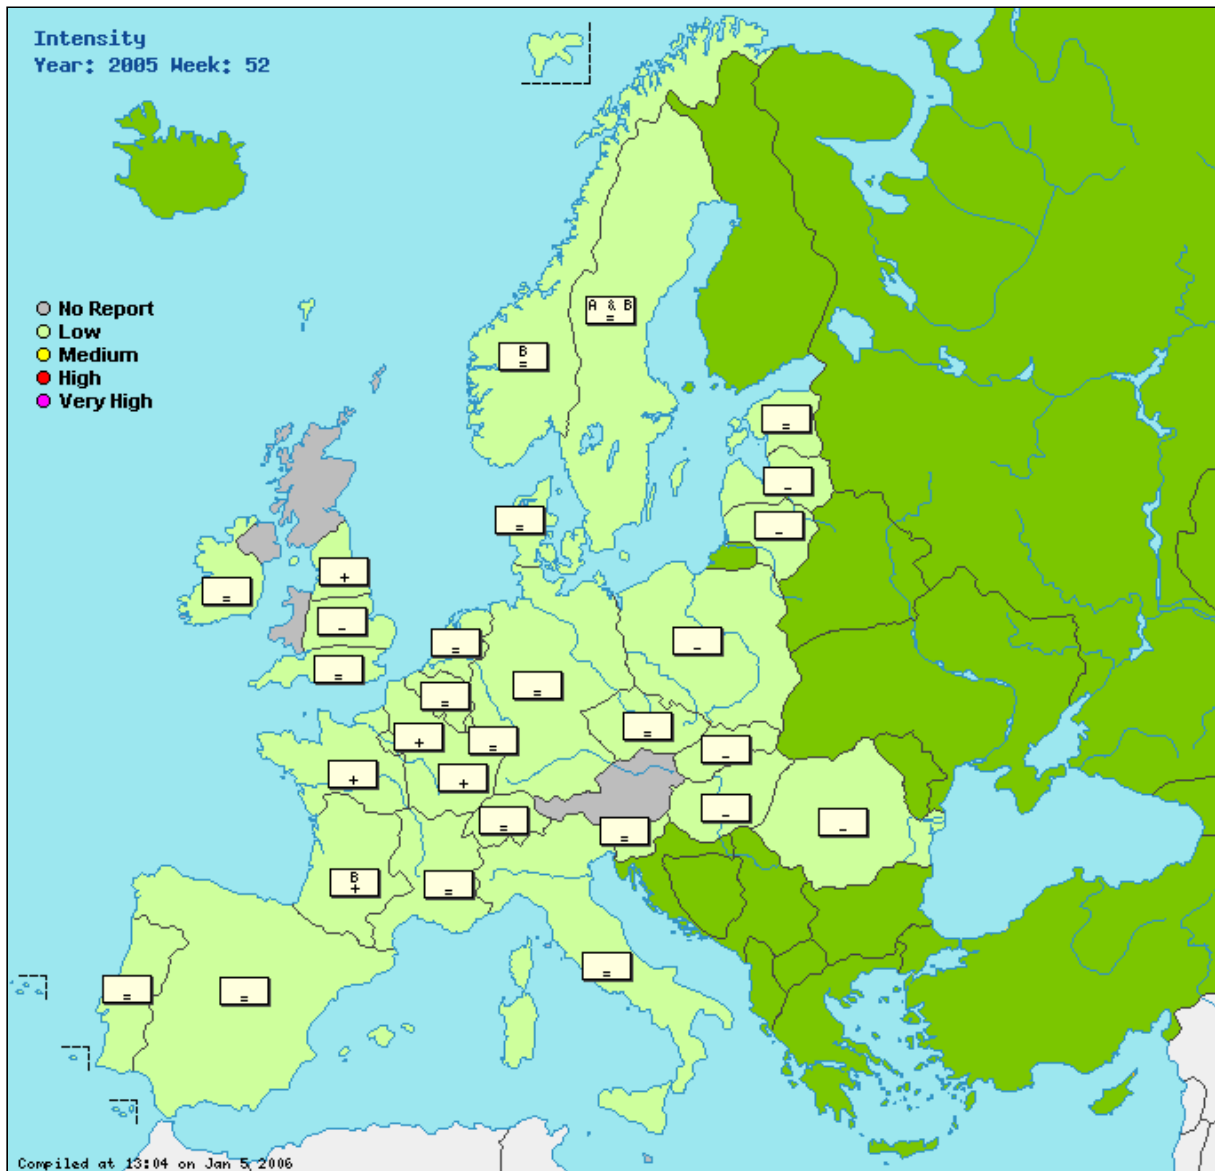 Intensity
Year: 2005 Week: 52
No Report
Low
Medium
High
Very High
A & B
=
B
=
=
-
=
-
+
=
-
=
=
-
=
=
=
+
=
-
+
+
=
-
=
-
B
+
=
=
=
=
Compiled at 13:04 on Jan 5, 2006